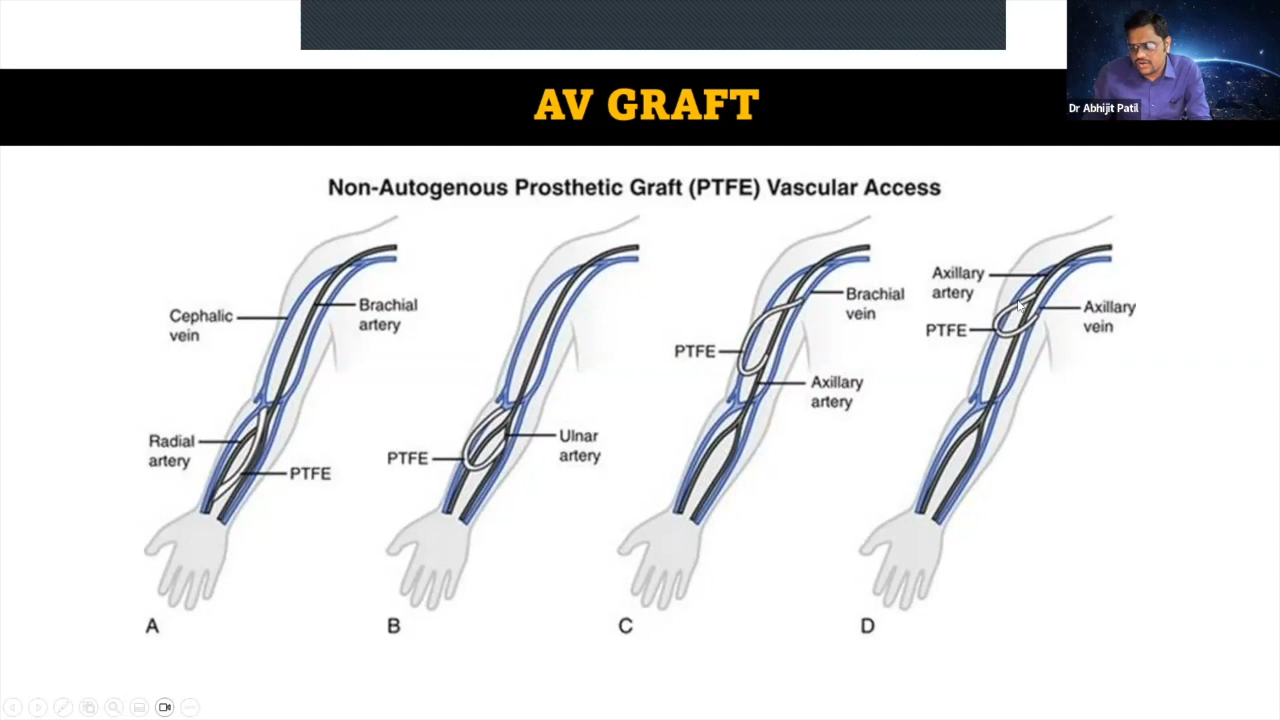 Dr Abhijit Patil
AV GRAFT
Non-Autogenous Prosthetic Graft (PTFE) Vascular Access
Cephalic
vein
Brachial
artery
Radial
artery
PTFE
A
PTFE
Ulnar
artery
B
PTFE
Brachial
vein
Axillary
artery
C
Axillary
artery
PTFE
Axillary
vein
D